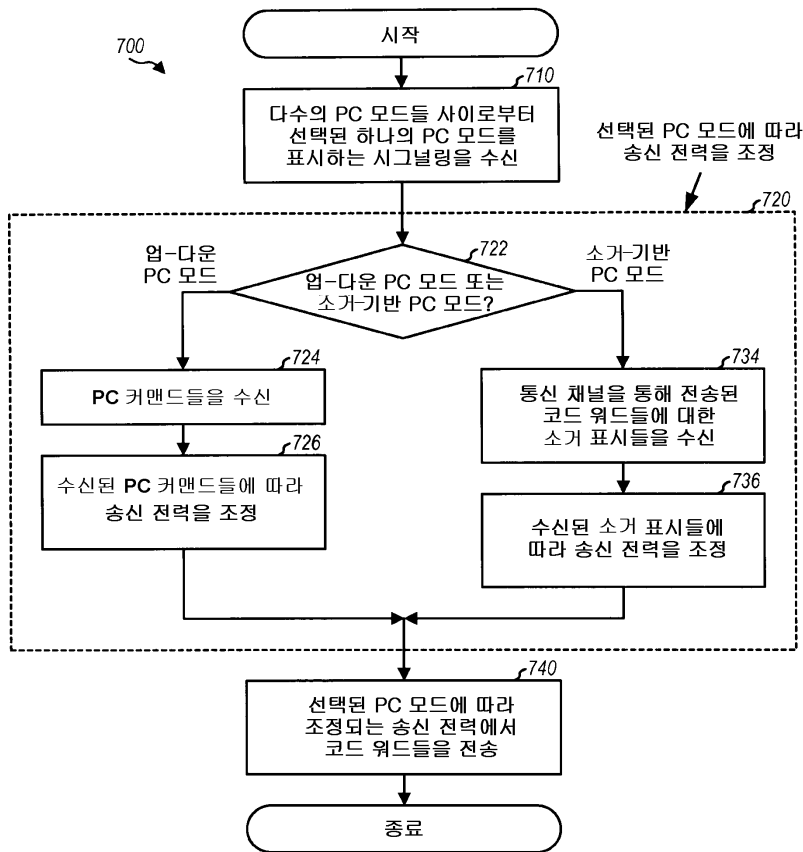 시작
700
710
다수의 PC 모드들 사이로부터
선택된 하나의 PC 모드를
표시하는 시그널링을 수신
선택된 PC 모드에 따라
송신 전력을 조정
720
업-다운
PC 모드
722
소거-기반
PC 모드
업-다운 PC 모드 또는
소거-기반 PC 모드?
724
PC 커맨드들을 수신
726
수신된 PC 커맨드들에 따라
송신 전력을 조정
734
통신 채널을 통해 전송된
코드 워드들에 대한
소거 표시들을 수신
736
수신된 소거 표시들에
따라 송신 전력을 조정
740
선택된 PC 모드에 따라
조정되는 송신 전력에서
코드 워드들을 전송
종료